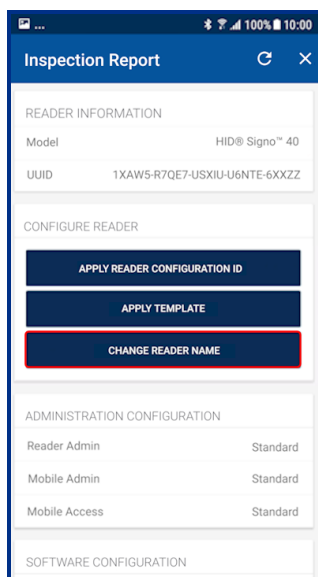 ... 100% 10:00
Inspection Report
READER INFORMATION
Model HID® Signo™ 40
UUID 1XAW5-R7QE7-USXIU-U6NTE-6XXZZ
CONFIGURE READER
APPLY READER CONFIGURATION ID
APPLY TEMPLATE
CHANGE READER NAME
ADMINISTRATION CONFIGURATION
Reader Admin Standard
Mobile Admin Standard
Mobile Access Standard
SOFTWARE CONFIGURATION